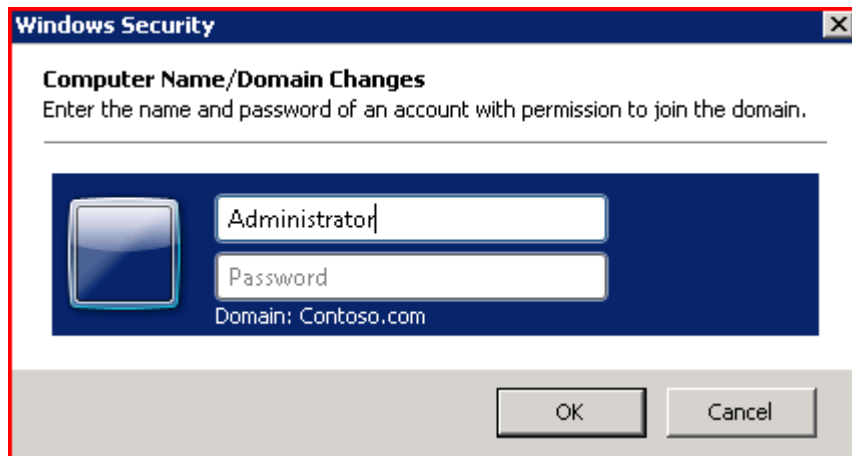 Windows Security
Computer Name/Domain Changes
Enter the name and password of an account with permission to join the domain.
Administrator
Password
Domain: Contoso.com
OK
Cancel